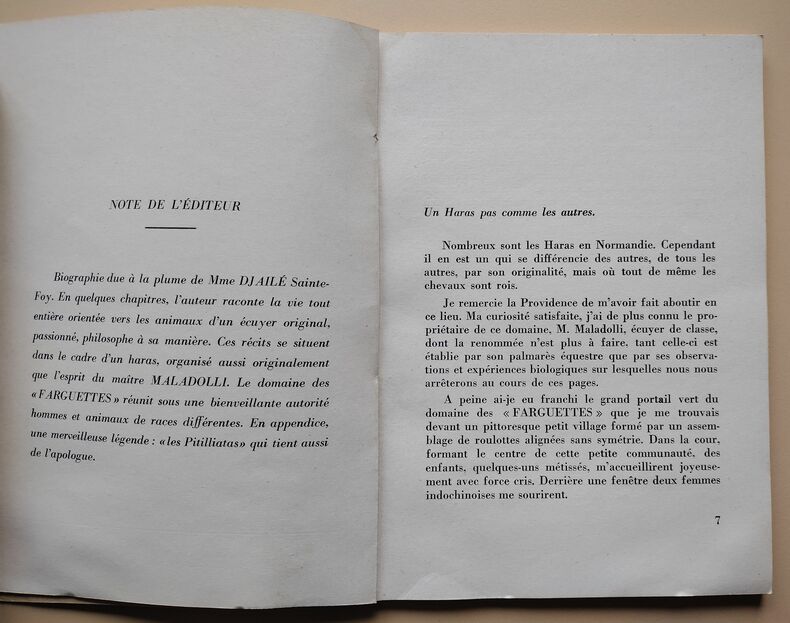 NOTE DE L'ÉDITEUR
Biographie due à la plume de Mme DJAILÉ Sainte-
Foy. En quelques chapitres, l'auteur raconte la vie tout
entière orientée vers les animaux d'un écuyer original,
passionné, philosophe à sa manière. Ces récits se situent
dans le cadre d'un haras, organisé aussi originalement
que l'esprit du maître MALADOLLI. Le domaine des
« FARGUETTES » réunit sous une bienveillante autorité
hommes et animaux de races différentes. En appendice,
une merveilleuse légende : « les Pitilliatas » qui tient aussi
de l'apologue.
Un Haras pas comme les autres.
Nombreux sont les Haras en Normandie. Cependant
il en est un qui se différencie des autres, de tous les
autres, par son originalité, mais où tout de même les
chevaux sont rois.
Je remercie la Providence de m'avoir fait aboutir en
ce lieu. Ma curiosité satisfaite, j'ai de plus connu le pro-
priétaire de ce domaine, M. Maladolli, écuyer de classe,
dont la renommée n'est plus à faire, tant celle-ci est
établie par son palmarès équestre que par ses observa-
tions et expériences biologiques sur lesquelles nous nous
arrêterons au cours de ces pages.
A peine ai-je eu franchi le grand portail vert du
domaine des « FARGUETTES » que je me trouvais
devant un pittoresque petit village formé par un assem-
blage de roulottes alignées sans symétrie. Dans la cour,
formant le centre de cette petite communauté, des
enfants, quelques-uns métissés, m'accueillirent joyeuse-
ment avec force cris. Derrière une fenêtre deux femmes
indochinoises me sourirent.
7